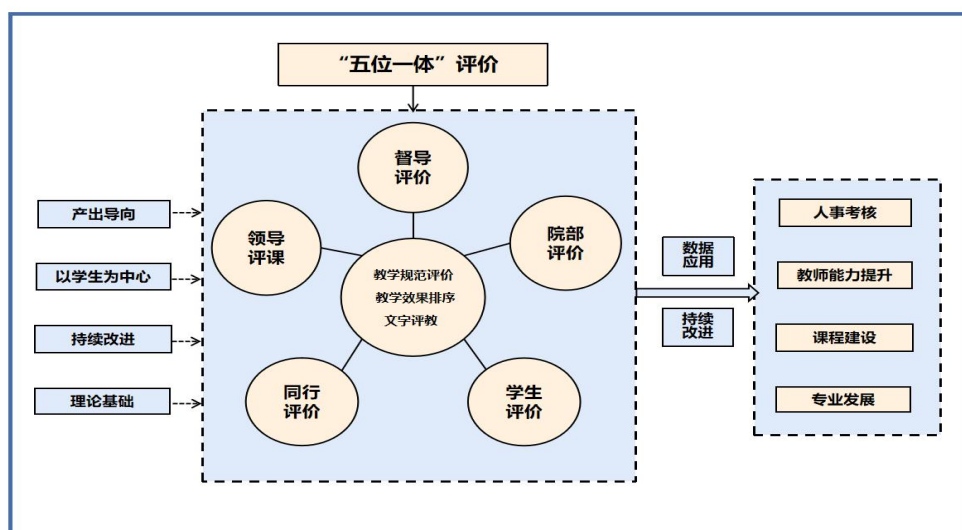 “五位一体”评价
督导
评价
领导
评课
院部
评价
教学规范评价
教学效果排序
文字评教
同行
评价
学生
评价
产出导向
以学生为中心
持续改进
理论基础
数据
应用
持续
改进
人事考核
教师能力提升
课程建设
专业发展